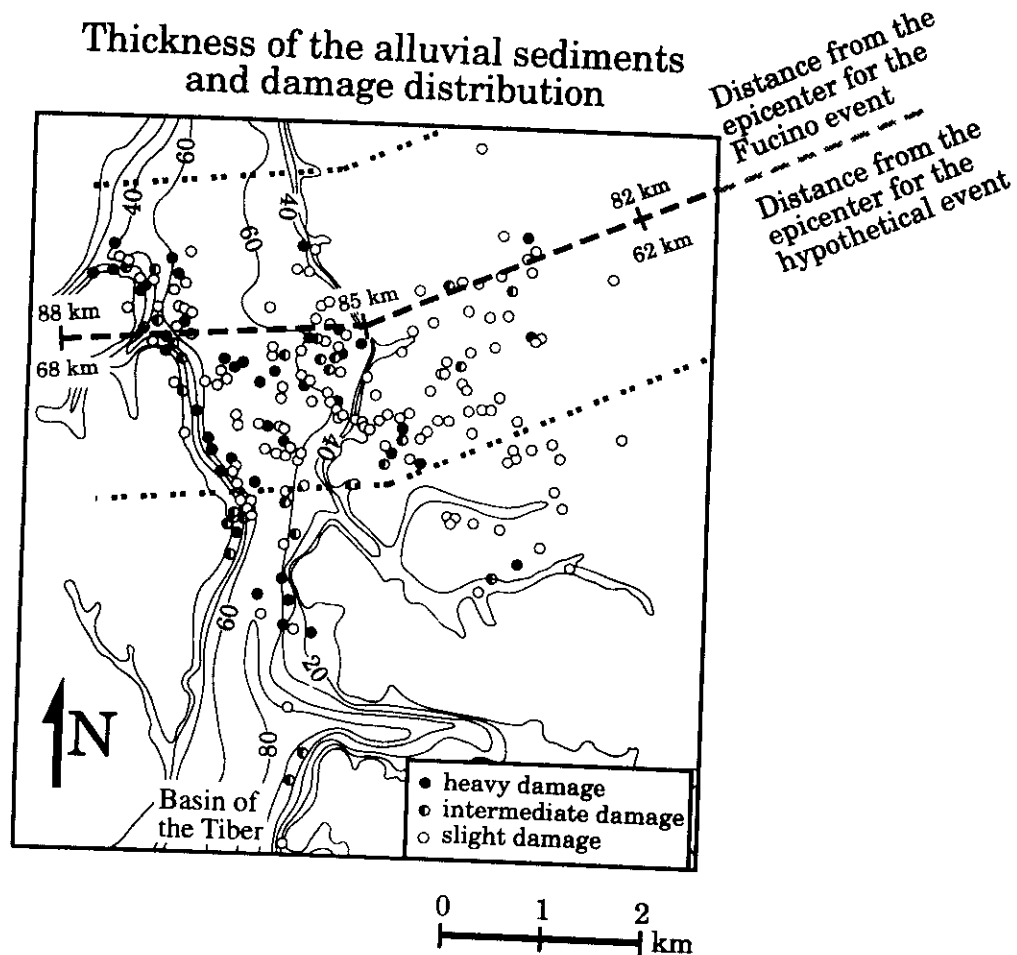 Thickness of the alluvial sediments
and damage distribution
Distance from the
epicenter for the
Fucino event
Distance from the
epicenter for the
hypothetical event
60
40
40
60
82 km
62 km
88 km
85 km
68 km
40
60
20
80
N
Basin of
the Tiber
heavy damage
intermediate damage
slight damage
0 1 2
km